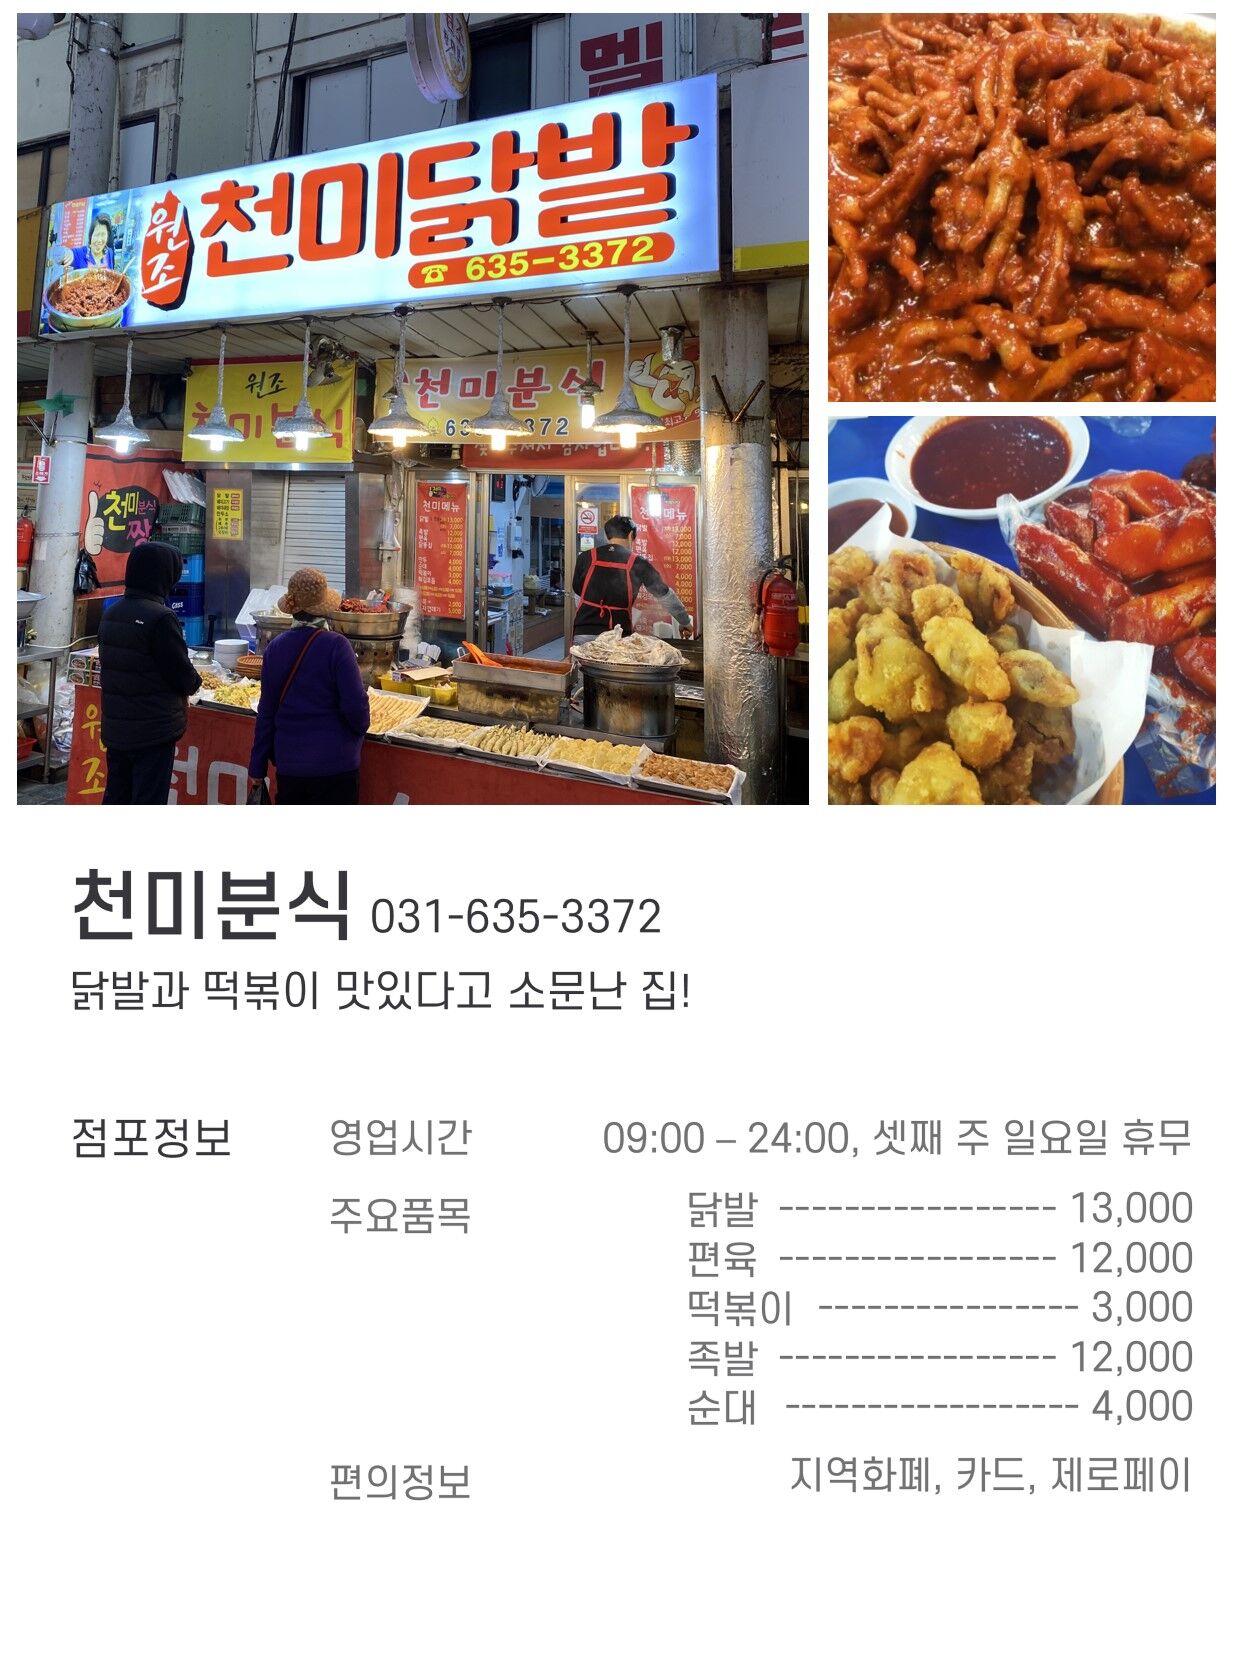 멜
원조
천미닭발
☎ 635-3372
원조
천미분식
천미분식
천미분식
짱
천미메뉴
원조
천미분식 031-635-3372
닭발과 떡볶이 맛있다고 소문난 집!
점포정보 영업시간 09:00 – 24:00, 셋째 주 일요일 휴무
주요품목 닭발 ----------------- 13,000
편육 ----------------- 12,000
떡볶이 ---------------- 3,000
족발 ----------------- 12,000
순대 ------------------ 4,000
편의정보 지역화폐, 카드, 제로페이